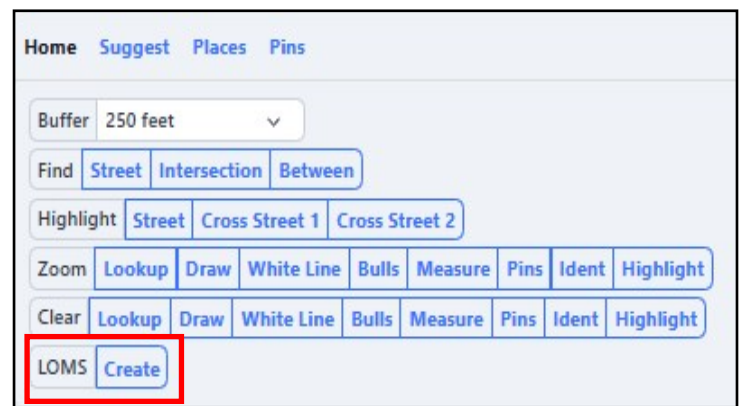 Home Suggest Places Pins
Buffer 250 feet
Find Street Intersection Between
Highlight Street Cross Street 1 Cross Street 2
Zoom Lookup Draw White Line Bulls Measure Pins Ident Highlight
Clear Lookup Draw White Line Bulls Measure Pins Ident Highlight
LOMS Create